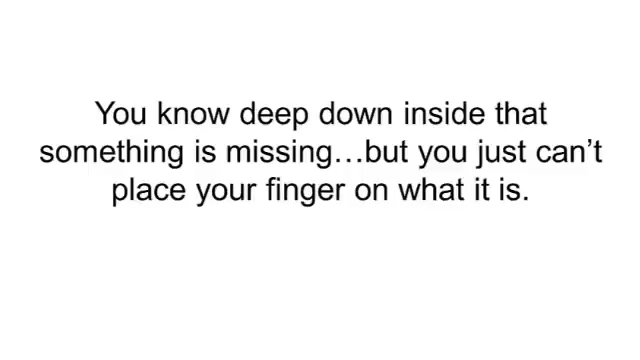 You know deep down inside that
something is missing…but you just can’t
place your finger on what it is.